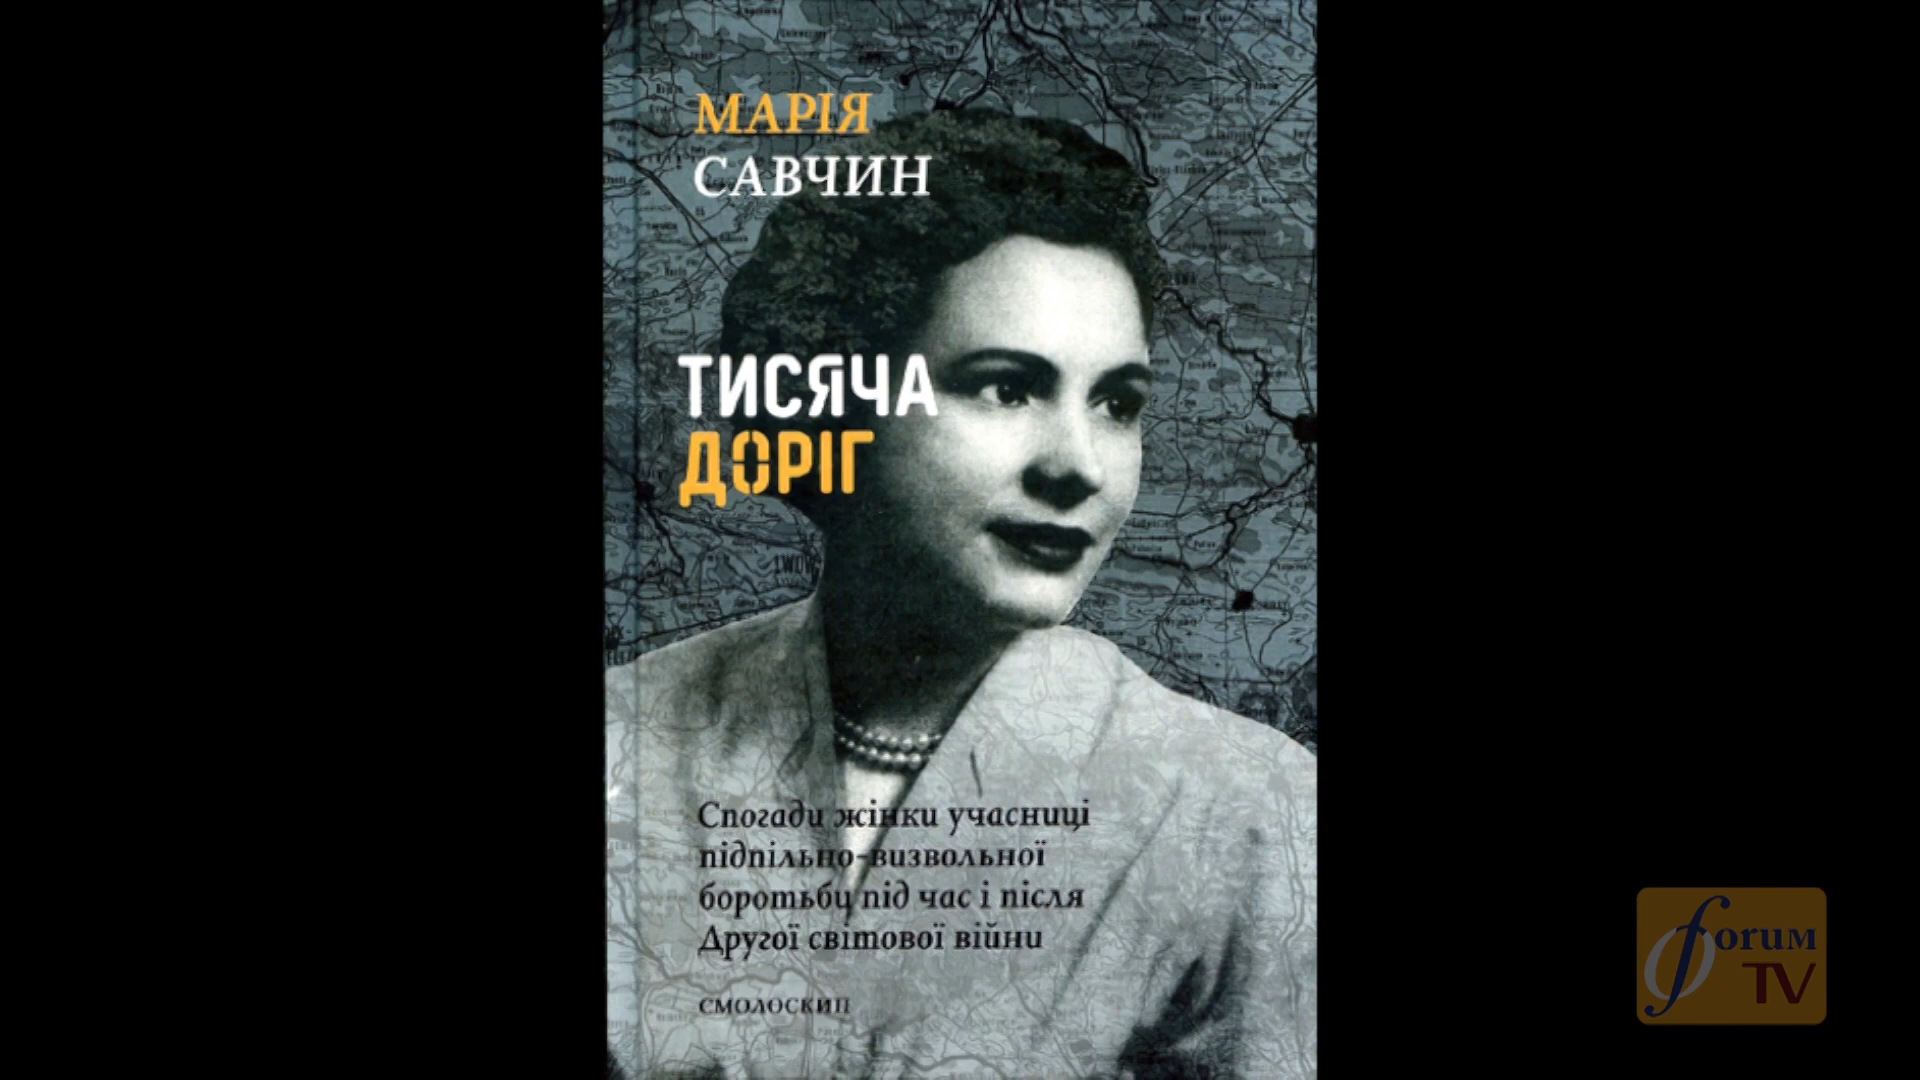 МАРІЯ
САВЧИН
ТИСЯЧА
ДОРІГ
Спогади жінки учасниці
підпільно-визвольної
боротьби під час і після
Другої світової війни
СМОЛОСКИП
forum
TV